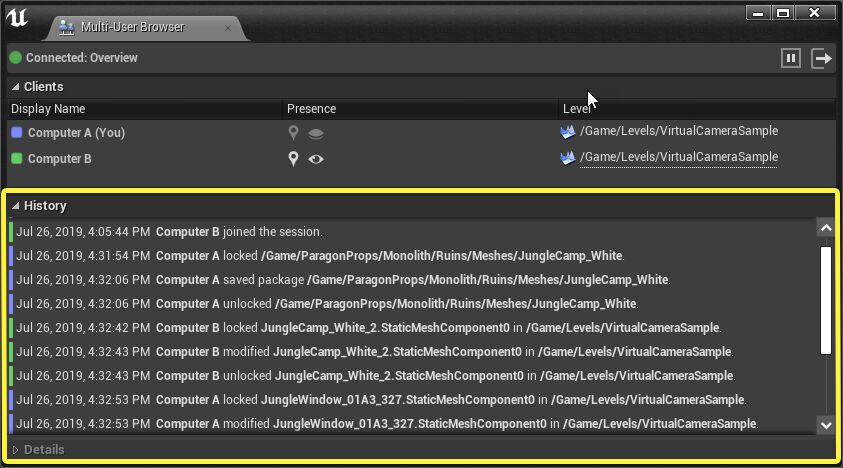 Multi-User Browser
Connected: Overview
Clients
Display Name Presence Level
Computer A (You) /Game/Levels/VirtualCameraSample
Computer B /Game/Levels/VirtualCameraSample
History
Jul 26, 2019, 4:05:44 PM Computer B joined the session.
Jul 26, 2019, 4:31:54 PM Computer A locked /Game/ParagonProps/Monolith/Ruins/Meshes/JungleCamp_White.
Jul 26, 2019, 4:32:06 PM Computer A saved package /Game/ParagonProps/Monolith/Ruins/Meshes/JungleCamp_White.
Jul 26, 2019, 4:32:06 PM Computer A unlocked /Game/ParagonProps/Monolith/Ruins/Meshes/JungleCamp_White.
Jul 26, 2019, 4:32:42 PM Computer B locked JungleCamp_White_2.StaticMeshComponent0 in /Game/Levels/VirtualCameraSample.
Jul 26, 2019, 4:32:43 PM Computer B modified JungleCamp_White_2.StaticMeshComponent0 in /Game/Levels/VirtualCameraSample.
Jul 26, 2019, 4:32:43 PM Computer B unlocked JungleCamp_White_2.StaticMeshComponent0 in /Game/Levels/VirtualCameraSample.
Jul 26, 2019, 4:32:53 PM Computer A locked JungleWindow_01A3_327.StaticMeshComponent0 in /Game/Levels/VirtualCameraSample.
Jul 26, 2019, 4:32:53 PM Computer A modified JungleWindow_01A3_327.StaticMeshComponent0 in /Game/Levels/VirtualCameraSample.
Details